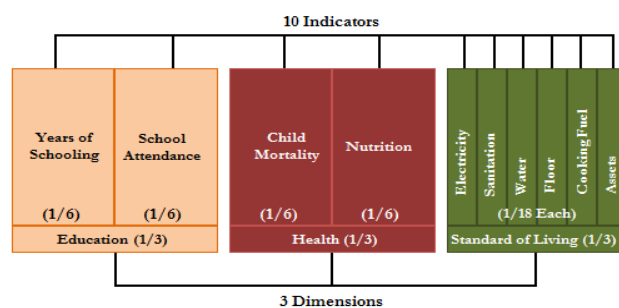 10 Indicators
Years of
Schooling
(1/6)
School
Attendance
(1/6)
Education (1/3)
Child
Mortality
(1/6)
Nutrition
(1/6)
Health (1/3)
Electricity
Sanitation
Water
Floor
Cooking Fuel
Assets
(1/18 Each)
Standard of Living (1/3)
3 Dimensions